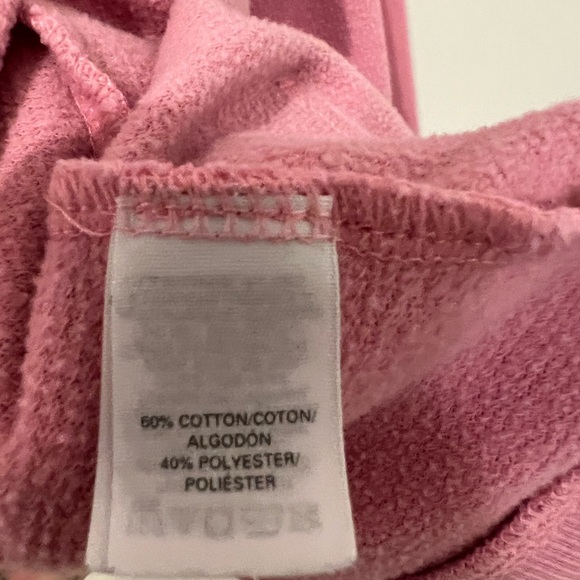 60% COTTON/COTON/
ALGODÓN
40% POLYESTER/
POLIÉSTER